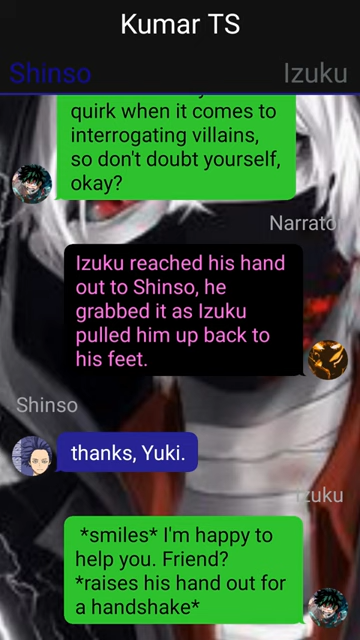 Kumar TS
Shinso
Izuku
quirk when it comes to
interrogating villains,
so don't doubt yourself,
okay?
Narrator
Izuku reached his hand
out to Shinso, he
grabbed it as Izuku
pulled him up back to
his feet.
Shinso
thanks, Yuki.
Izuku
*smiles* I'm happy to
help you. Friend?
*raises his hand out for
a handshake*